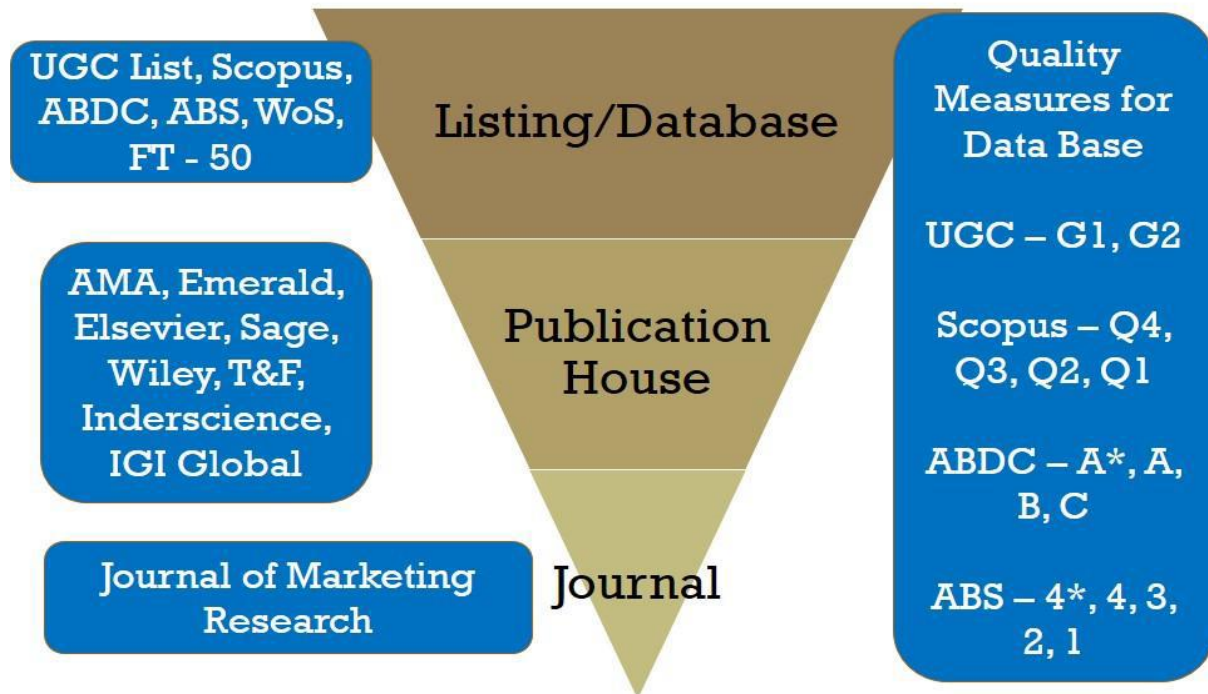 UGC List, Scopus,
ABDC, ABS, WoS,
FT - 50
Listing/Database
AMA, Emerald,
Elsevier, Sage,
Wiley, T&F,
Inderscience,
IGI Global
Publication
House
Journal of Marketing
Research
Journal
Quality
Measures for
Data Base
UGC – G1, G2
Scopus – Q4,
Q3, Q2, Q1
ABDC – A*, A,
B, C
ABS – 4*, 4, 3,
2, 1